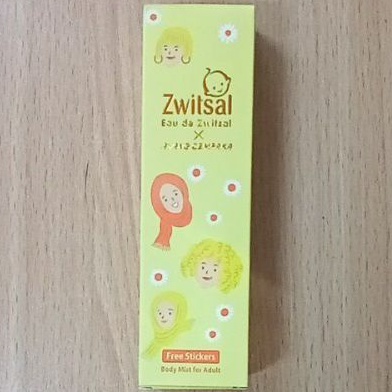 Zwitsal
Eau de Zwitsal
X
Free Stickers
Body Mist for Adult